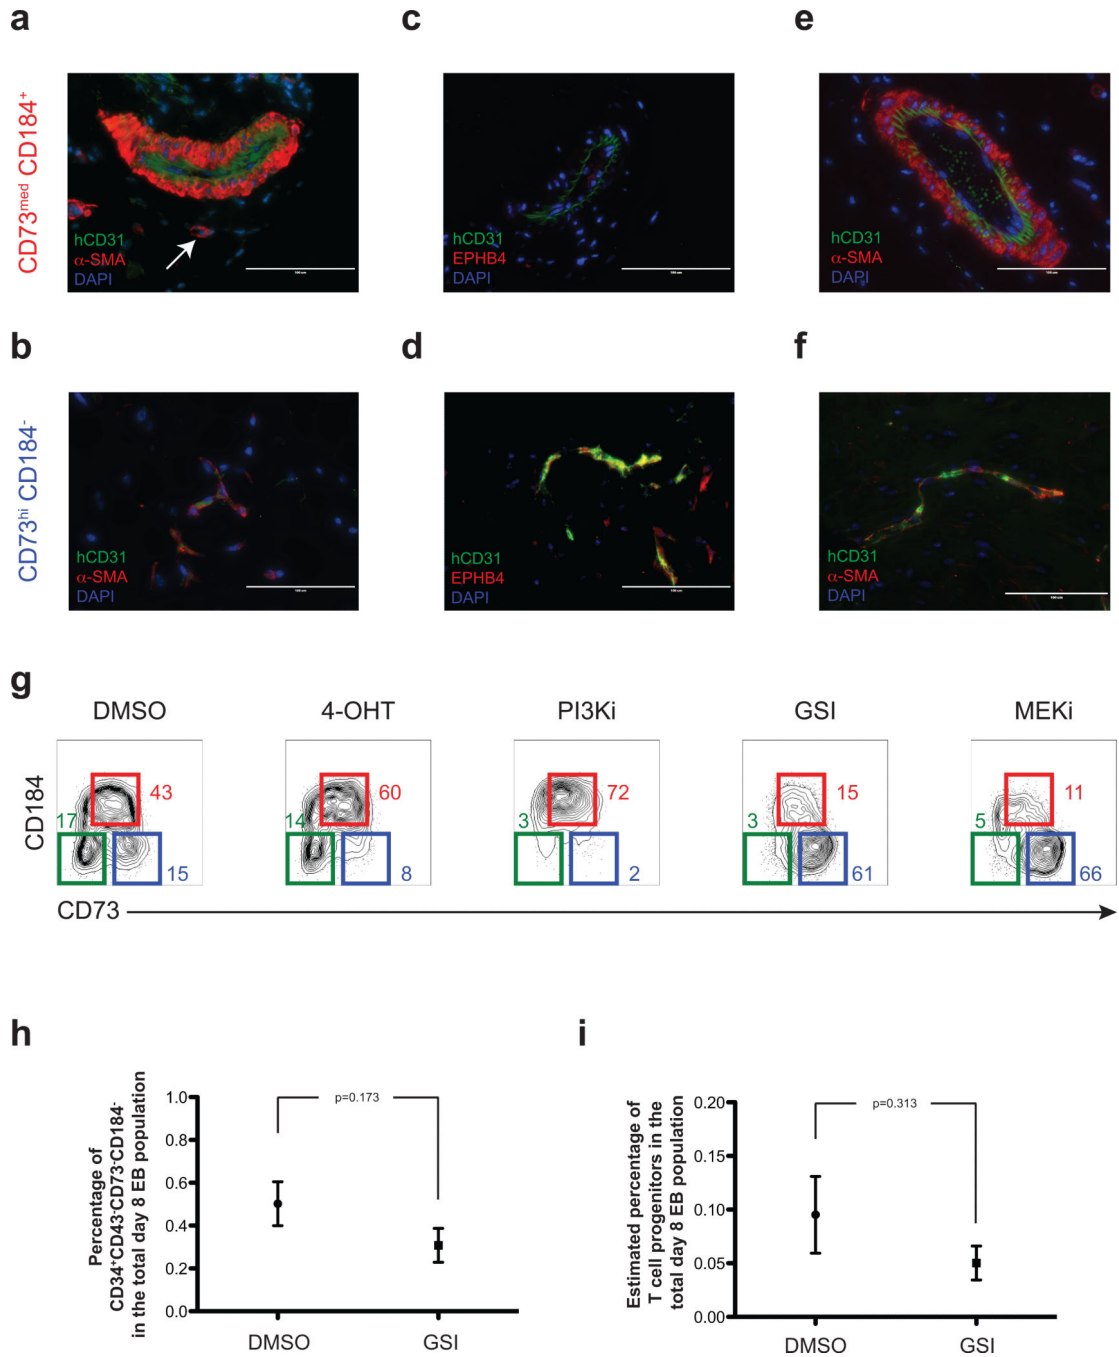 a
c
e
CD73med CD184+
hCD31
α-SMA
DAPI
hCD31
EPHB4
DAPI
hCD31
α-SMA
DAPI
b
d
f
CD73hi CD184-
hCD31
α-SMA
DAPI
hCD31
EPHB4
DAPI
hCD31
α-SMA
DAPI
g
DMSO
4-OHT
PI3Ki
GSI
MEKi
CD184
43
17
15
60
14
8
72
3
2
15
3
61
11
5
66
CD73
h
Percentage of
CD34+CD43-CD73-CD184-
in the total day 8 EB population
1.0
0.8
0.6
0.4
0.2
0.0
p=0.173
DMSO
GSI
i
Estimated percentage of
T cell progenitors in the
total day 8 EB population
0.20
0.15
0.10
0.05
0.00
p=0.313
DMSO
GSI